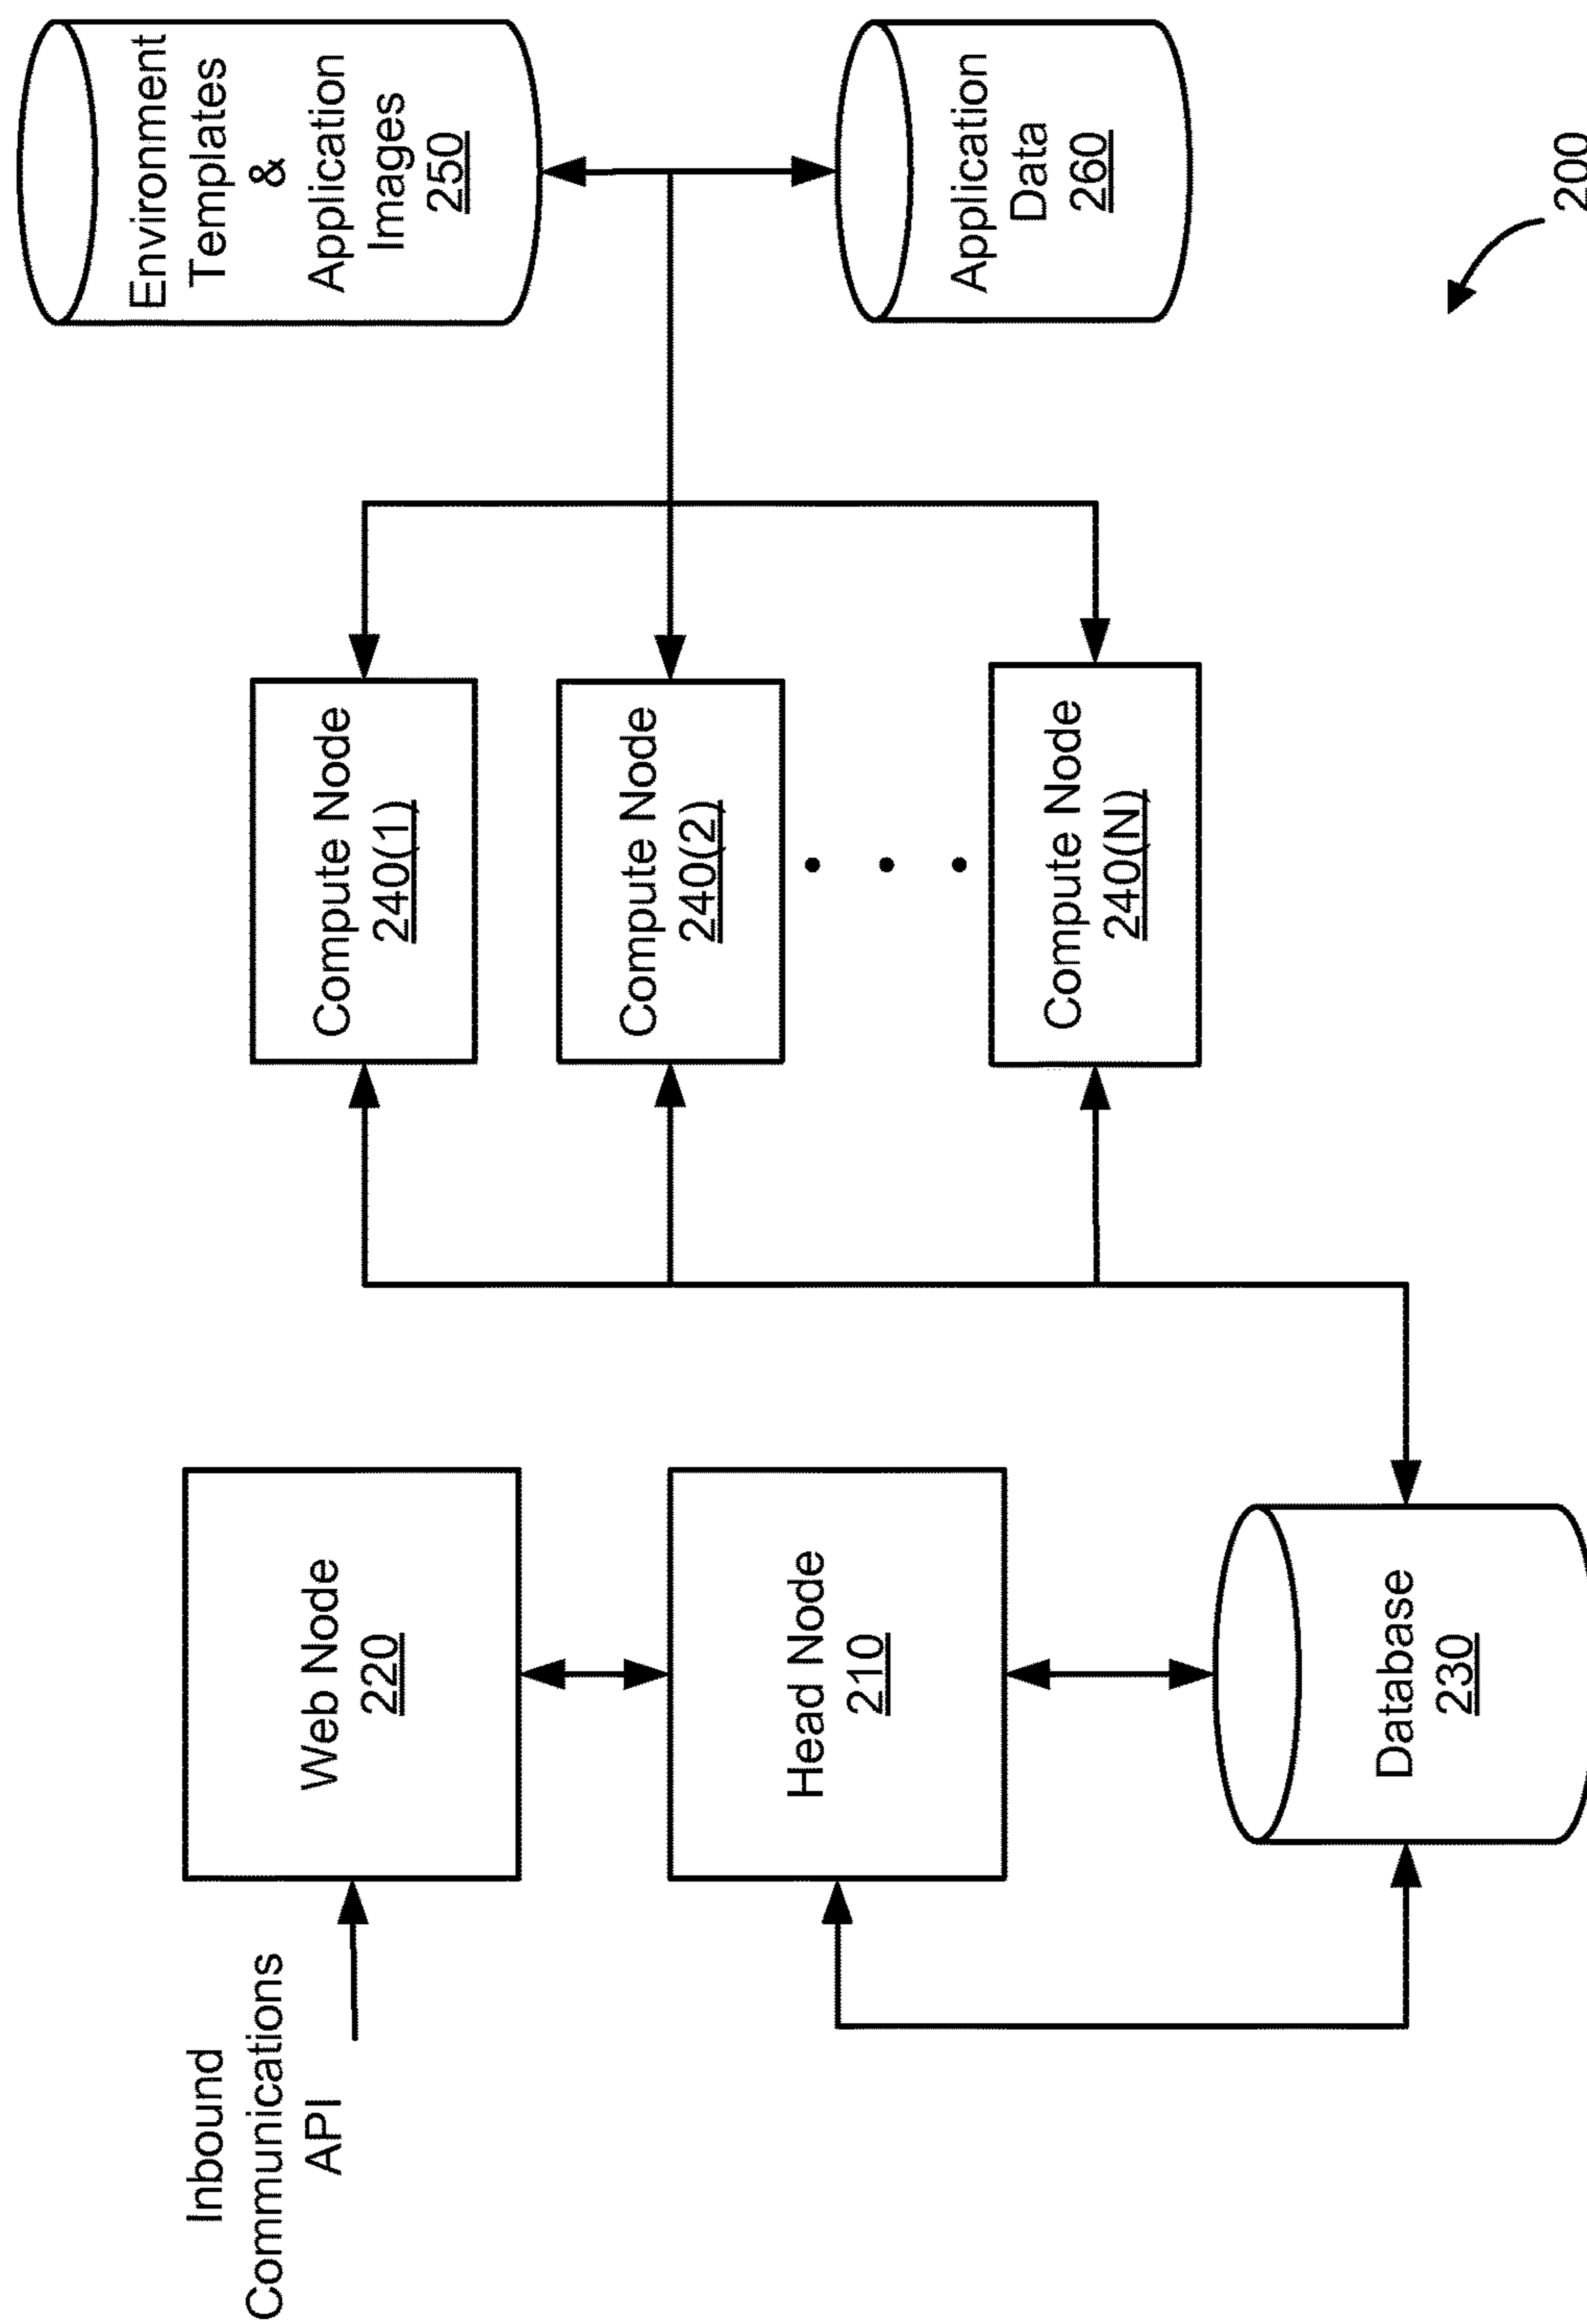 Inbound
Communications
API
Web Node
220
Head Node
210
Database
230
Compute Node
240(1)
Compute Node
240(2)
Compute Node
240(N)
Environment
Templates
&
Application
Images
250
Application
Data
260
200